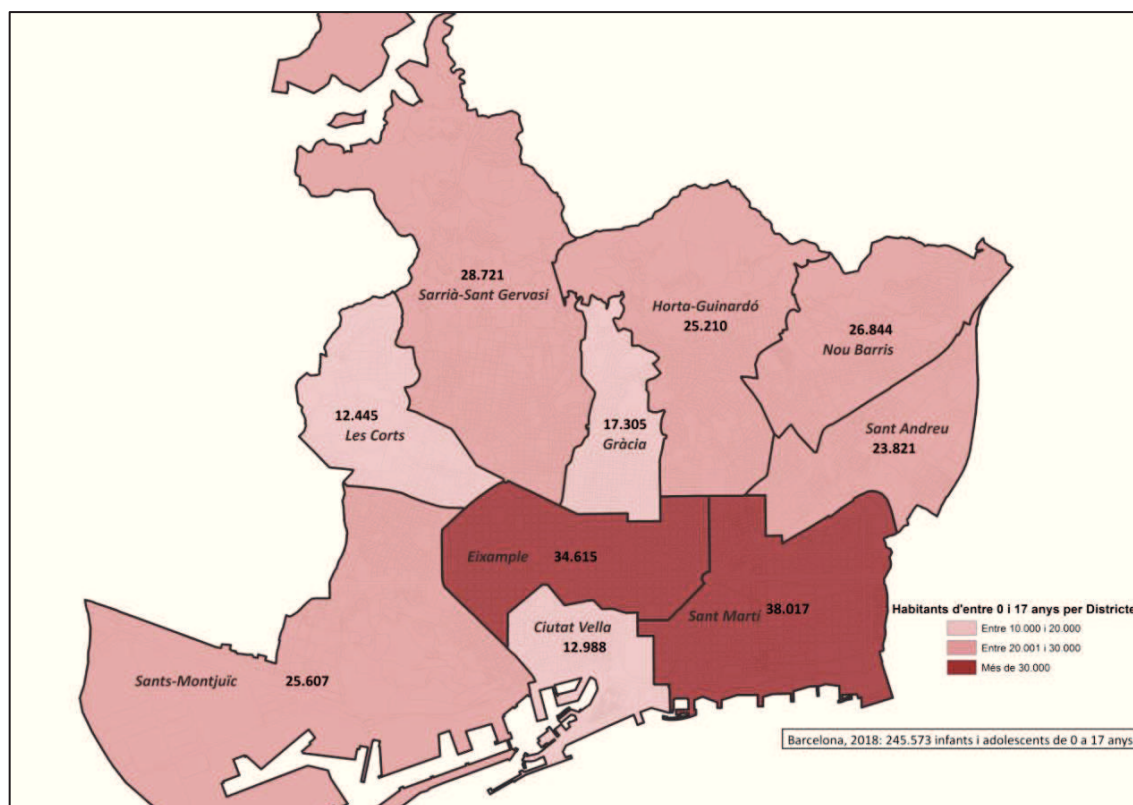 28.721
Sarrià-Sant Gervasi
Horta-Guinardó
25.210
26.844
Nou Barris
12.445
Les Corts
17.305
Gràcia
Sant Andreu
23.821
Eixample 34.615
Sant Martí 38.017
Ciutat Vella
12.988
Sants-Montjuïc 25.607
Habitants d'entre 0 i 17 anys per Districte
Entre 10.000 i 20.000
Entre 20.001 i 30.000
Més de 30.000
Barcelona, 2018: 245.573 infants i adolescents de 0 a 17 anys